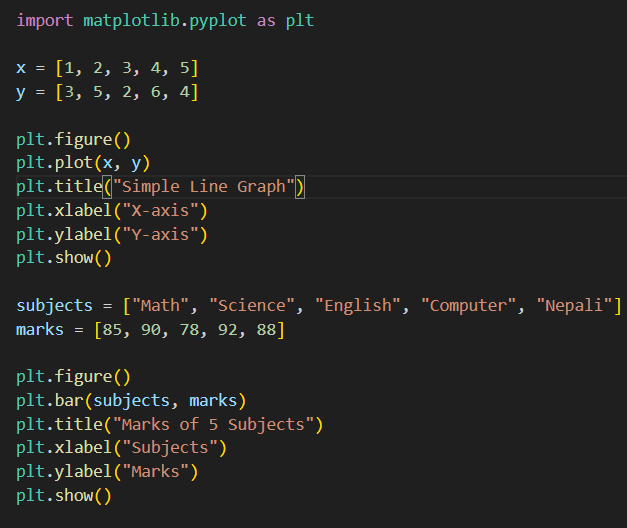 import matplotlib.pyplot as plt
x = [1, 2, 3, 4, 5]
y = [3, 5, 2, 6, 4]
plt.figure()
plt.plot(x, y)
plt.title("Simple Line Graph")
plt.xlabel("X-axis")
plt.ylabel("Y-axis")
plt.show()
subjects = ["Math", "Science", "English", "Computer", "Nepali"]
marks = [85, 90, 78, 92, 88]
plt.figure()
plt.bar(subjects, marks)
plt.title("Marks of 5 Subjects")
plt.xlabel("Subjects")
plt.ylabel("Marks")
plt.show()